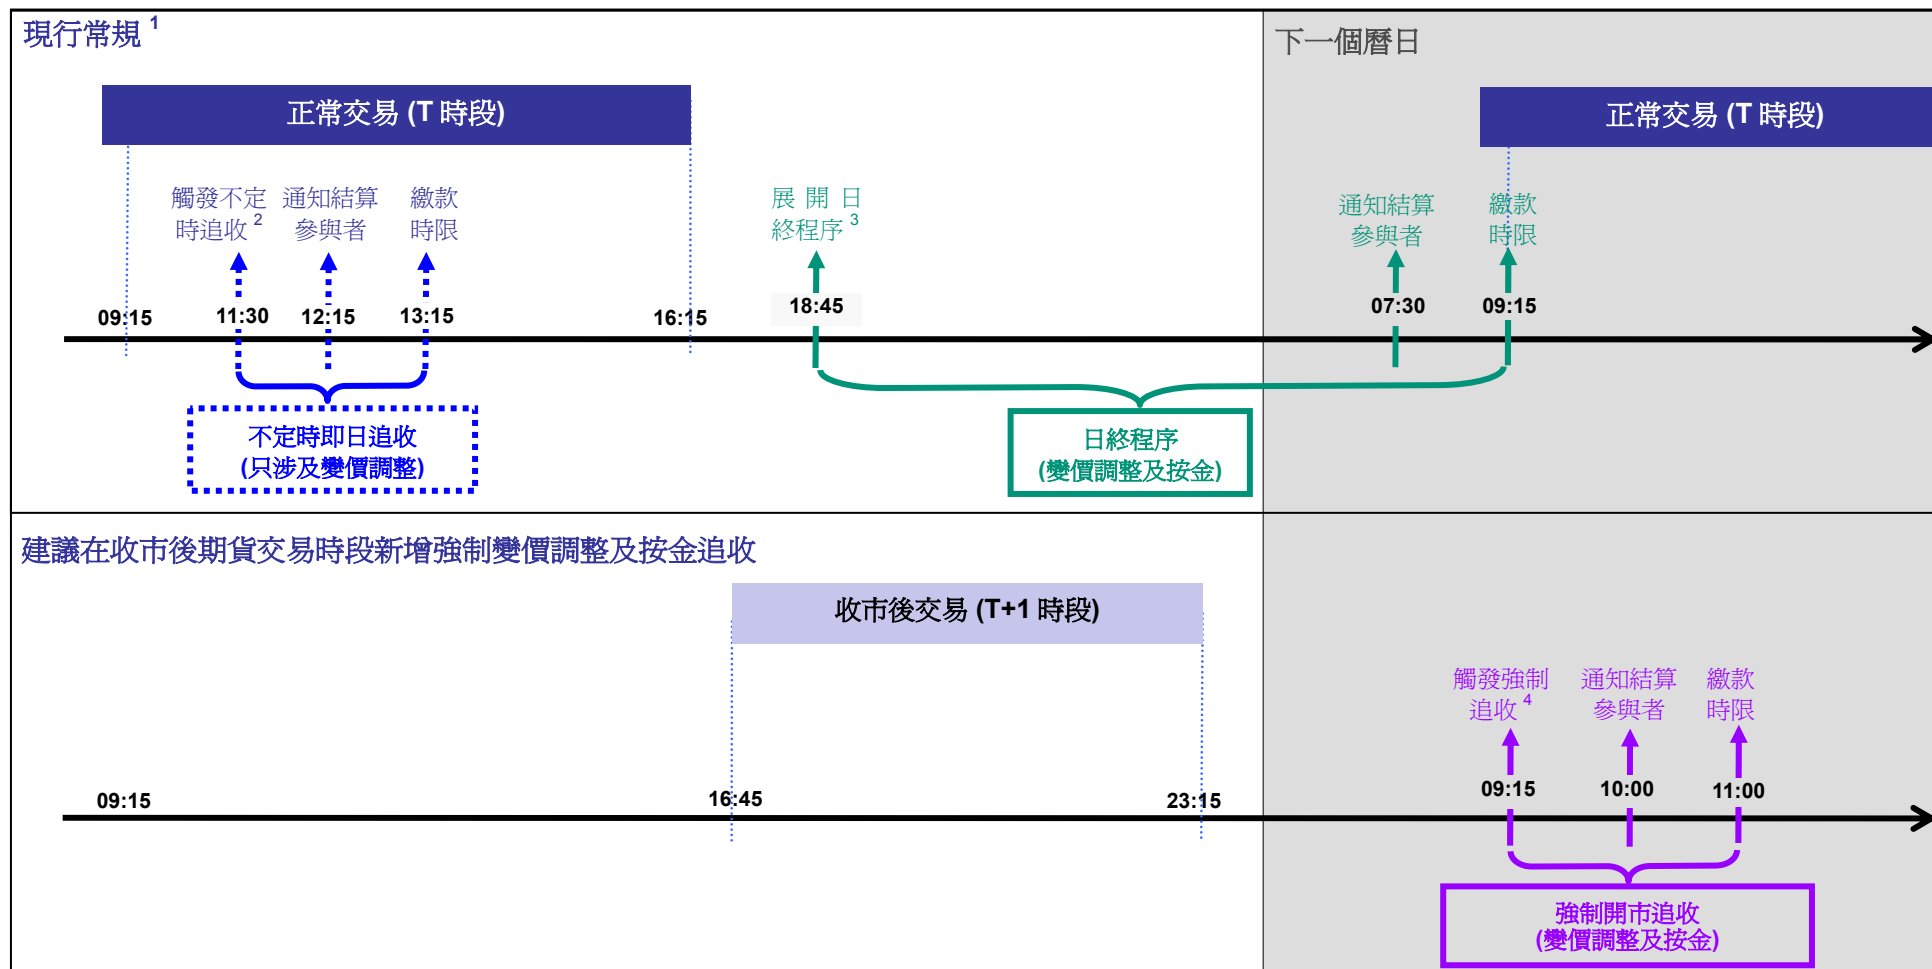 現行常規 1
下一個曆日
正常交易 (T 時段)
正常交易 (T 時段)
觸發不定
時追收 2
通知結算
參與者
繳款
時限
展 開 日
終程序 3
通知結算
參與者
繳款
時限
09:15
11:30
12:15
13:15
16:15
18:45
07:30
09:15
不定時即日追收
(只涉及變價調整)
日終程序
(變價調整及按金)
建議在收市後期貨交易時段新增強制變價調整及按金追收
收市後交易 (T+1 時段)
觸發強制
追收 4
通知結算
參與者
繳款
時限
09:15
16:45
23:15
09:15
10:00
11:00
強制開市追收
(變價調整及按金)